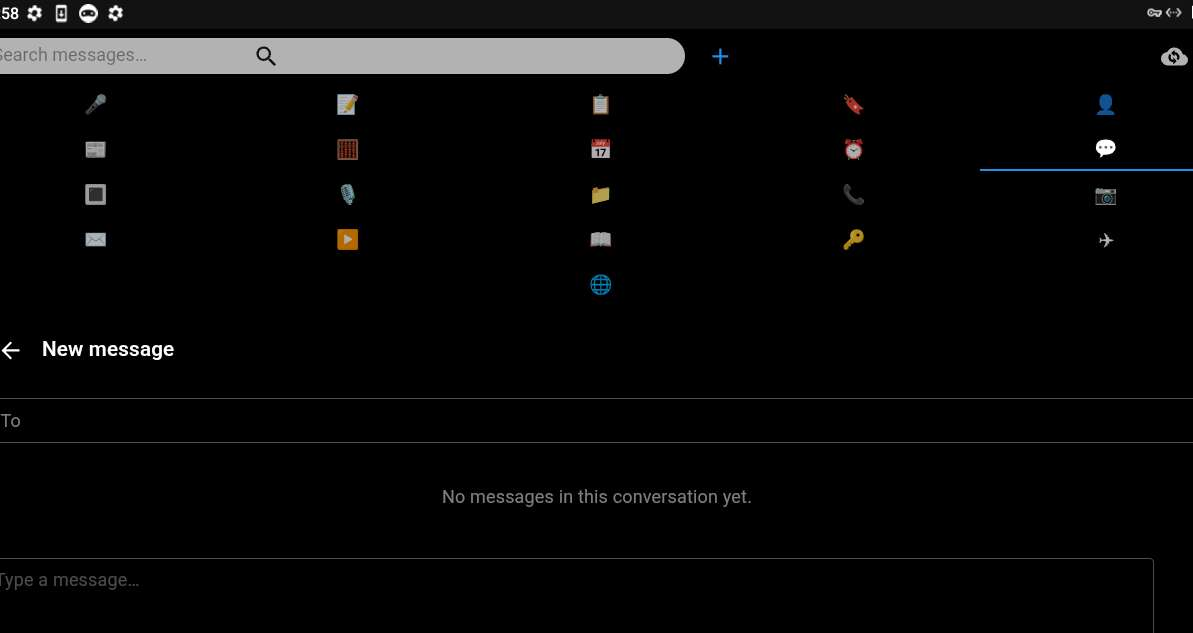 :58
Search messages…
New message
To
No messages in this conversation yet.
Type a message…